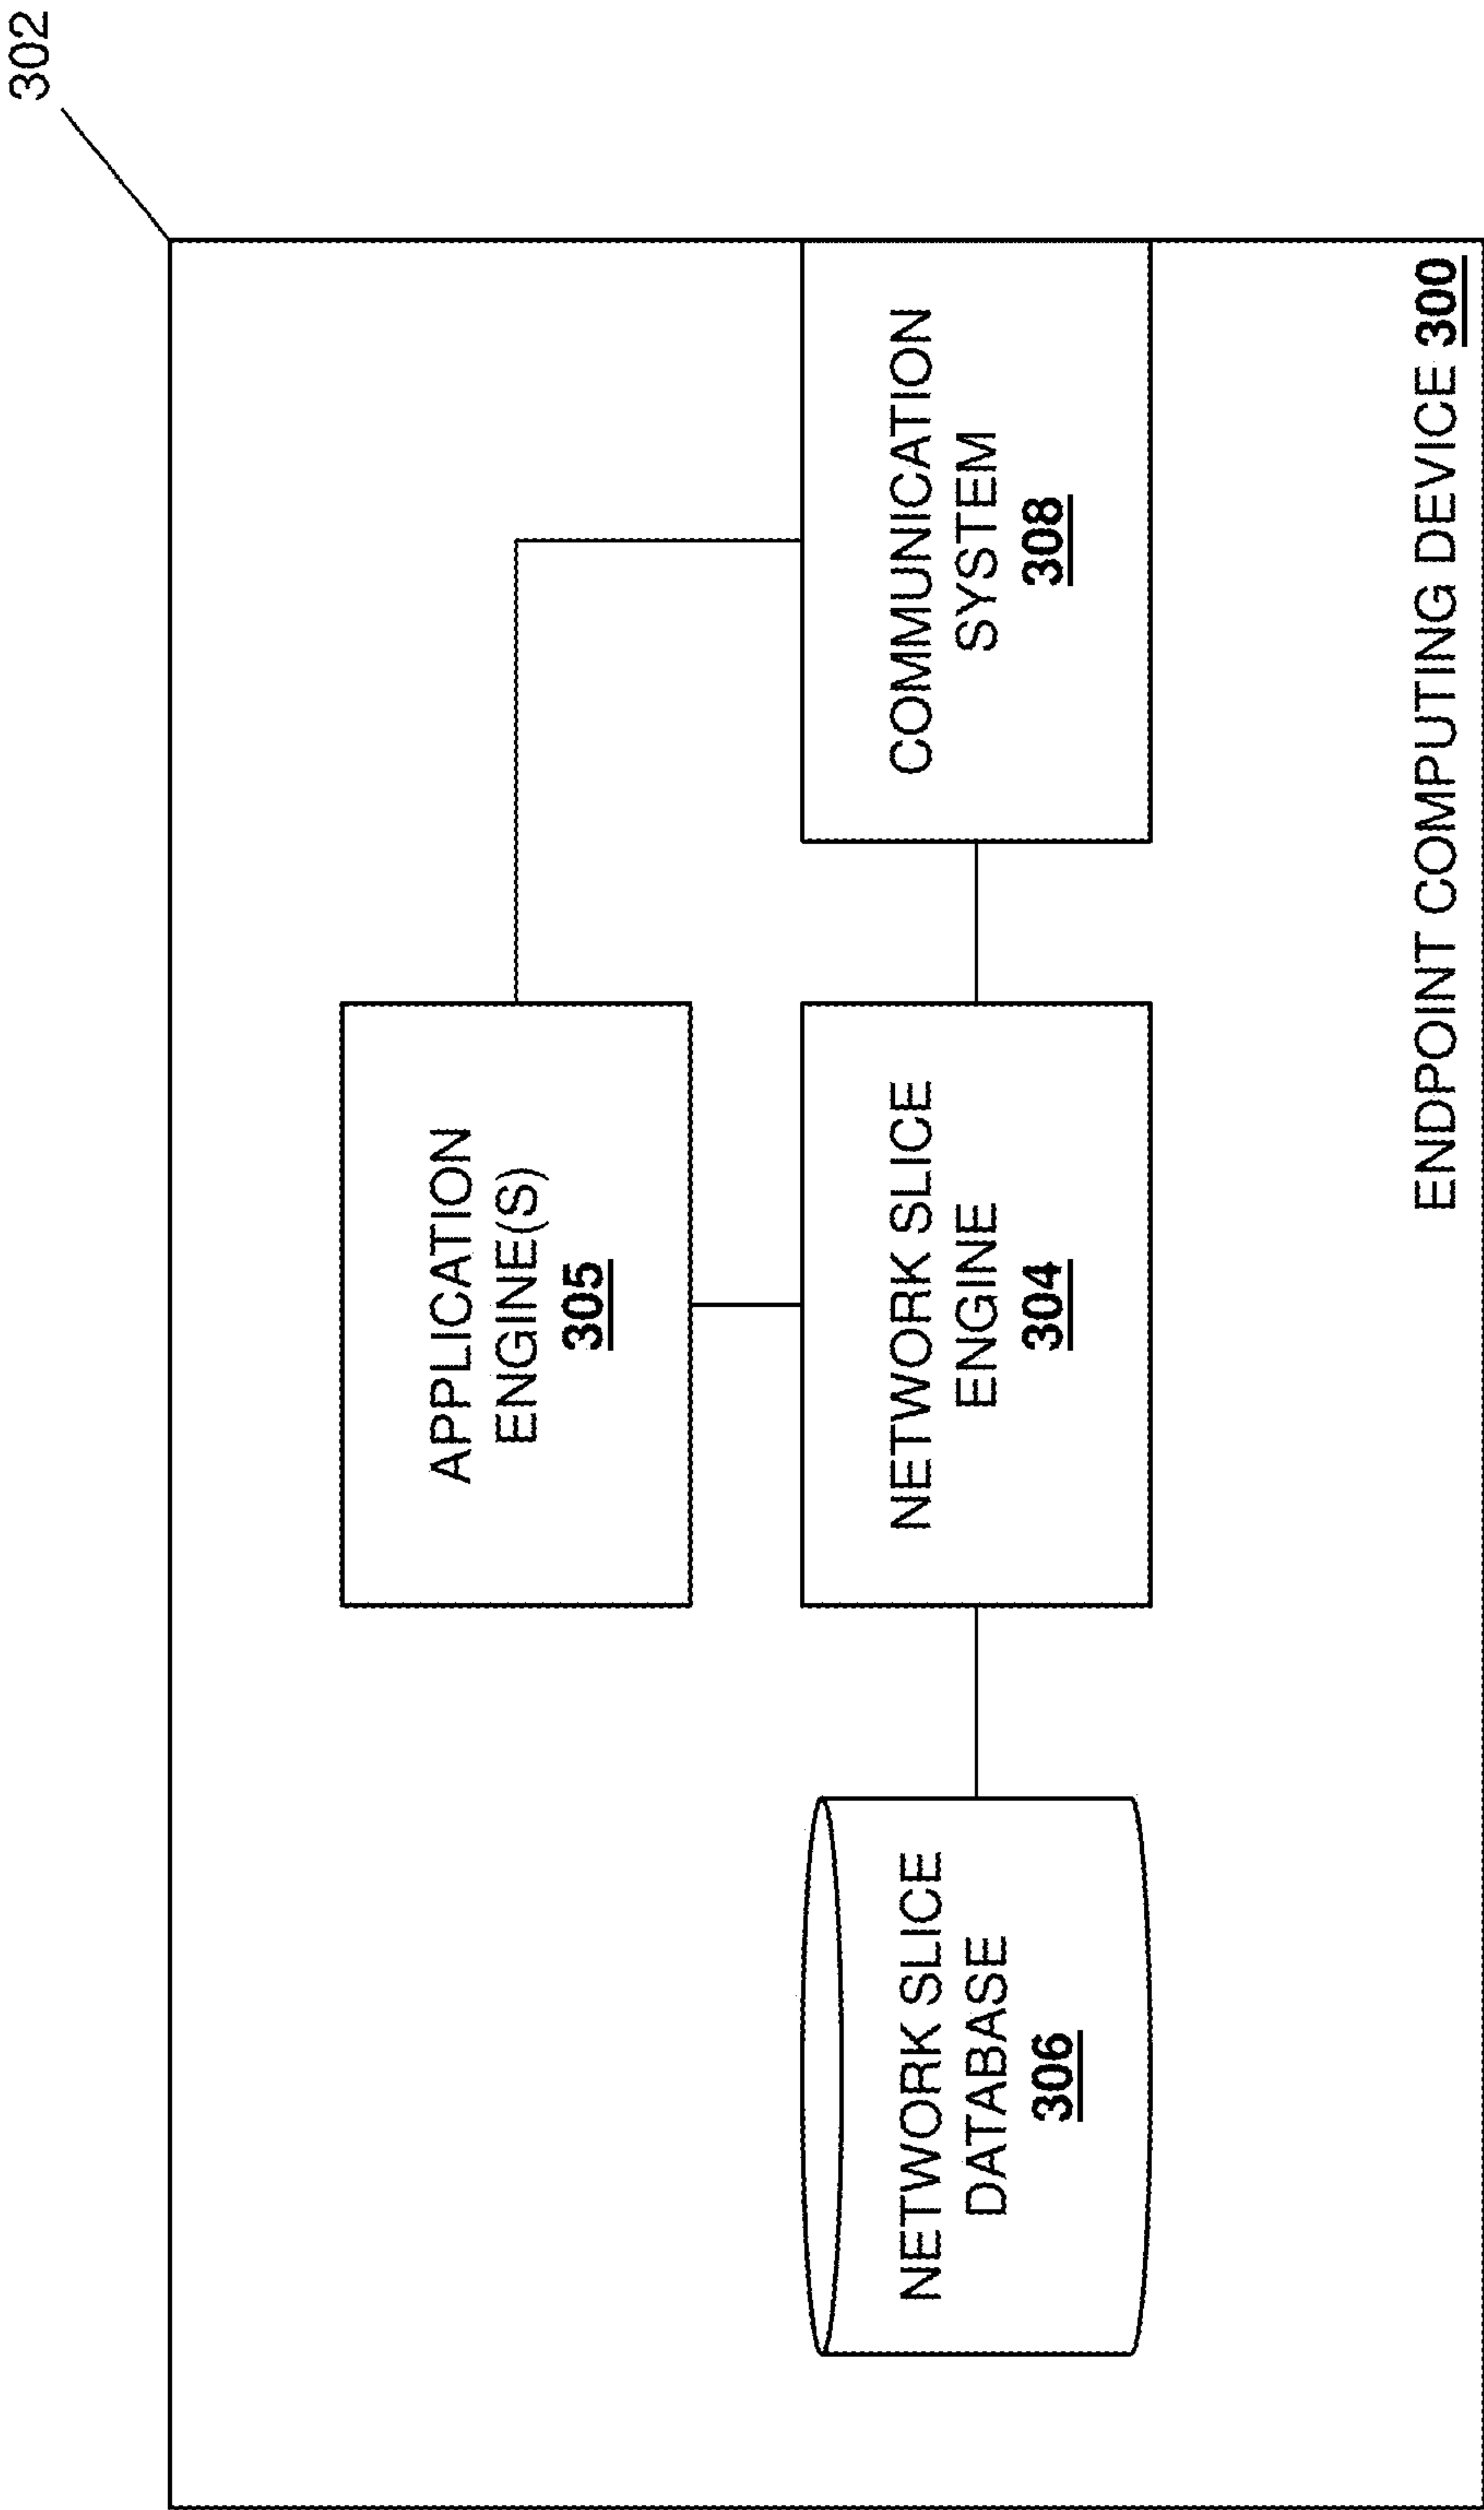 302
APPLICATION
ENGINE(S)
305
NETWORK SLICE
DATABASE
306
NETWORK SLICE
ENGINE
304
COMMUNICATION
SYSTEM
308
ENDPOINT COMPUTING DEVICE 300